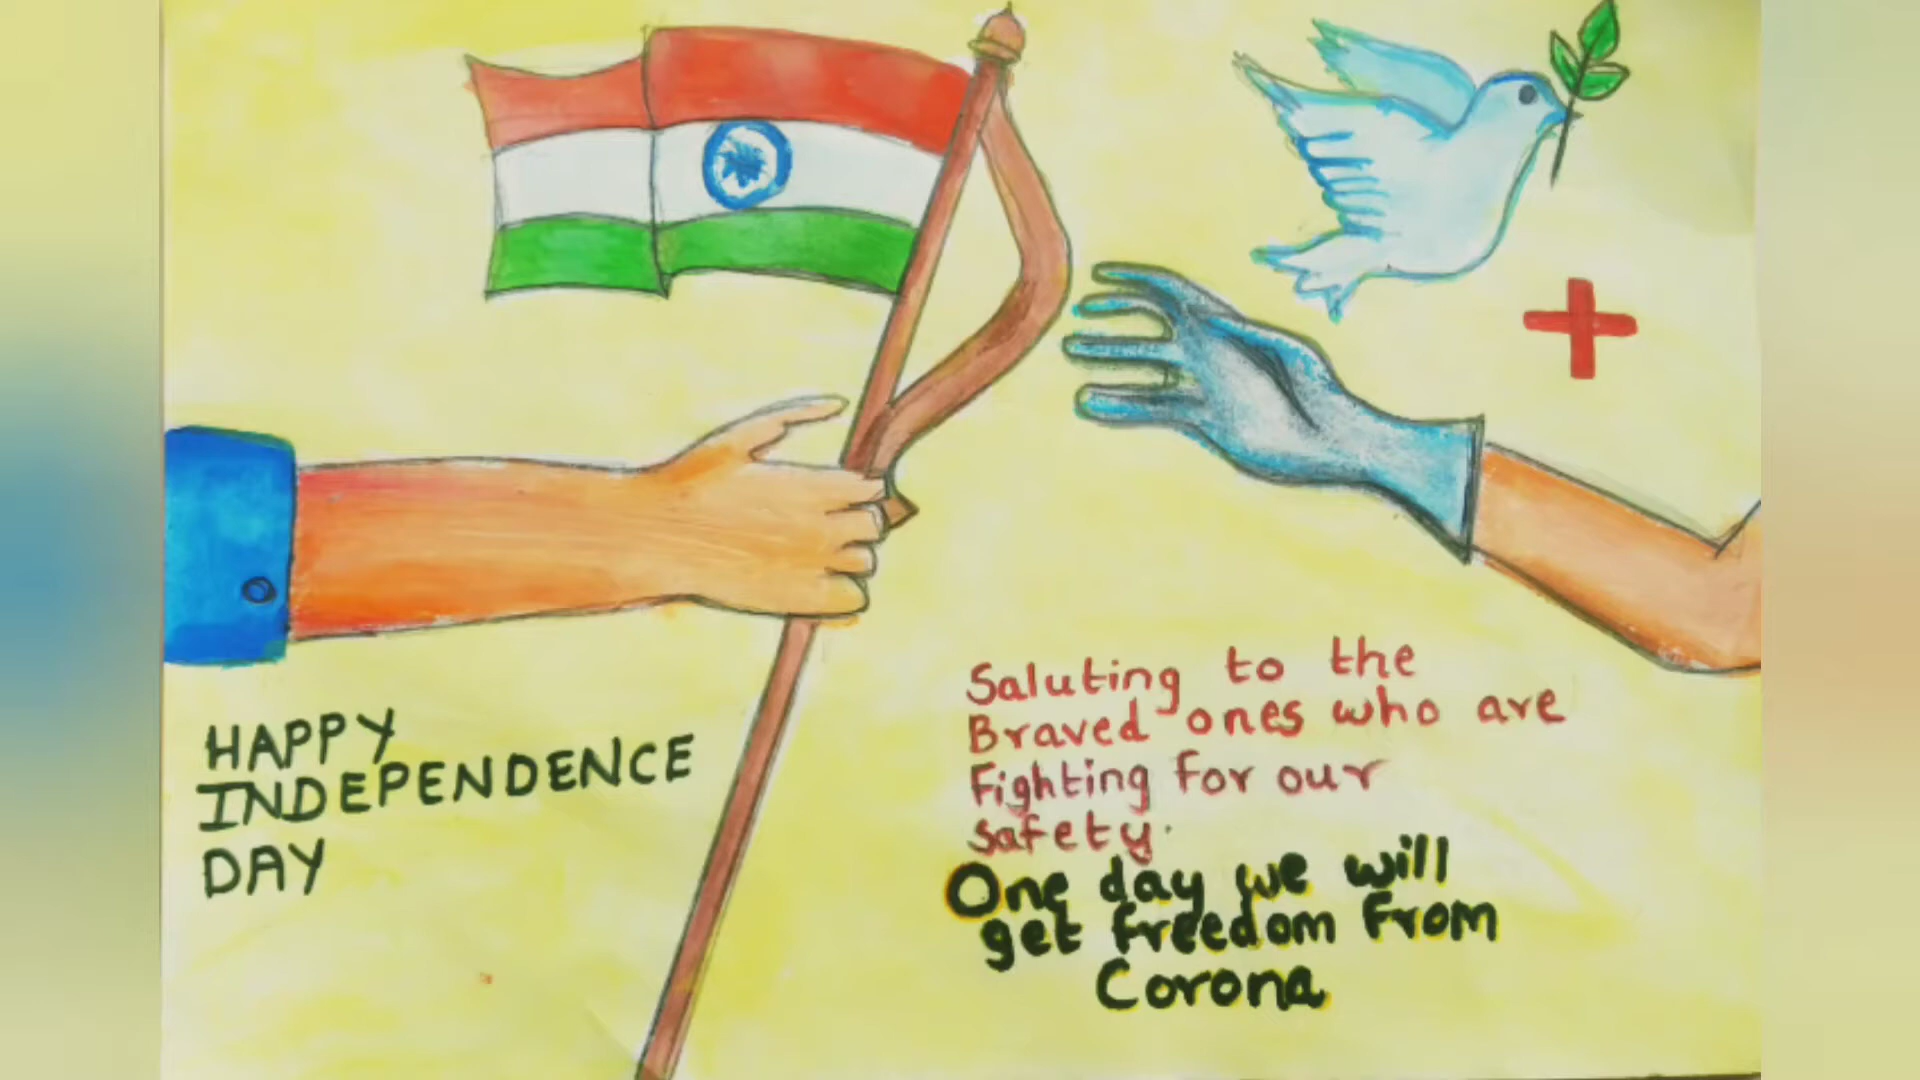 HAPPY
INDEPENDENCE
DAY
Saluting to the
Braved ones who are
Fighting for our
safety.
One day we will
get freedom from
Corona